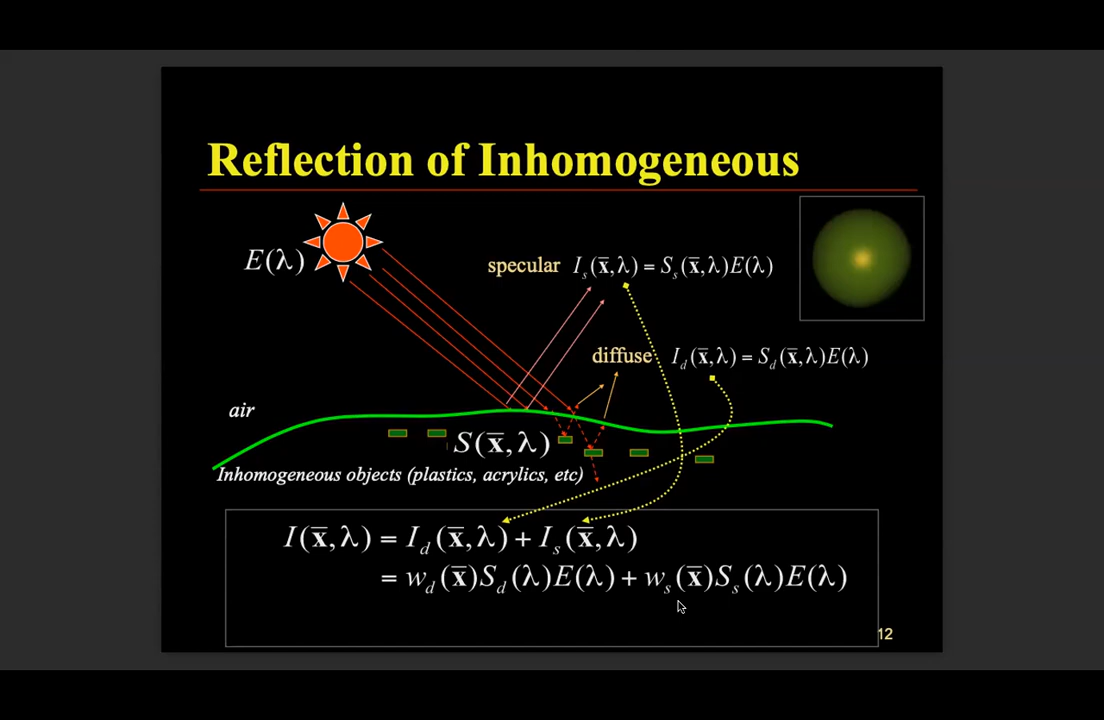 Reflection of Inhomogeneous
E(λ)
specular I_s(x̄,λ) = S_s(x̄,λ)E(λ)
diffuse I_d(x̄,λ) = S_d(x̄,λ)E(λ)
air
S(x̄,λ)
Inhomogeneous objects (plastics, acrylics, etc)
I(x̄,λ) = I_d(x̄,λ) + I_s(x̄,λ)
= w_d(x̄)S_d(λ)E(λ) + w_s(x̄)S_s(λ)E(λ)
12